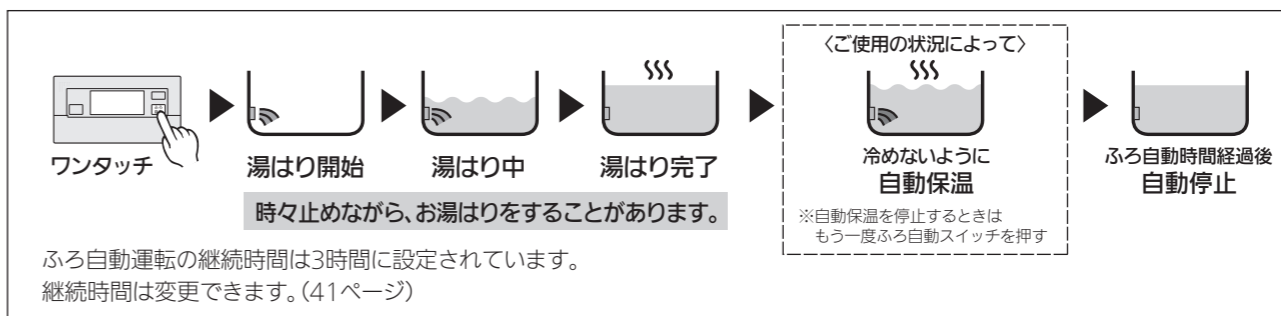 〈ご使用の状況によって〉
ワンタッチ
湯はり開始
湯はり中
湯はり完了
冷めないように
自動保温
※自動保温を停止するときは
もう一度ふろ自動スイッチを押す
ふろ自動時間経過後
自動停止
時々止めながら、お湯はりをすることがあります。
ふろ自動運転の継続時間は3時間に設定されています。
継続時間は変更できます。(41ページ)